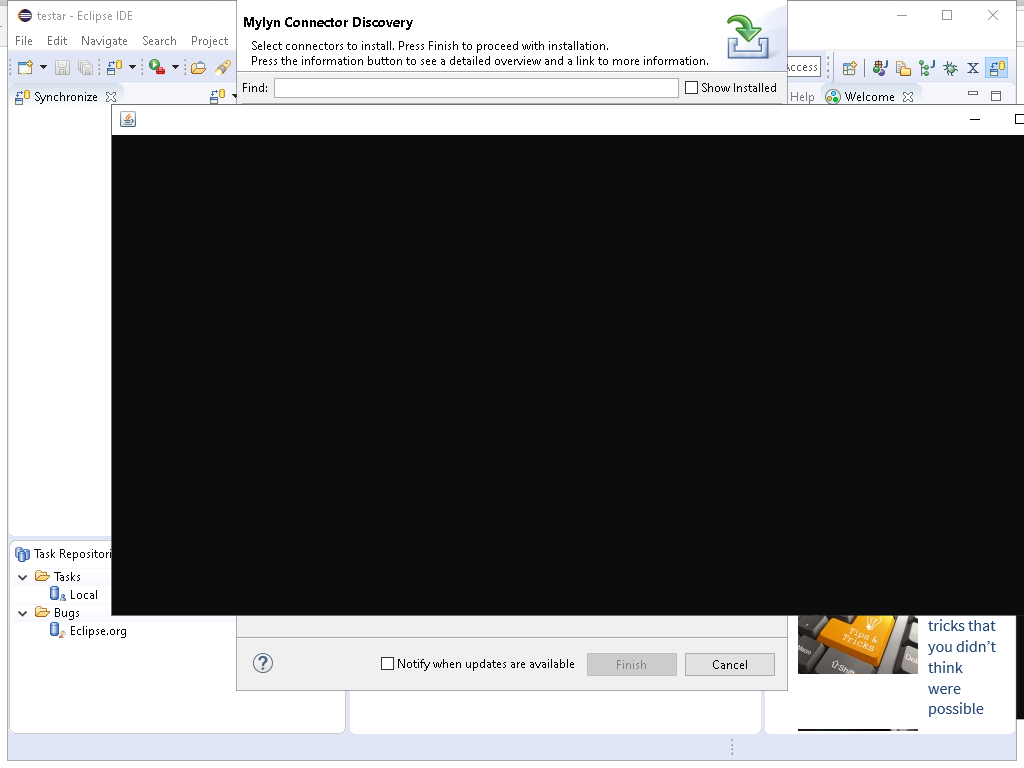 testar - Eclipse IDE
Mylyn Connector Discovery
Select connectors to install. Press Finish to proceed with installation.
Press the information button to see a detailed overview and a link to more information.
File Edit Navigate Search Project
Find:
Show Installed
Synchronize
Help
Welcome
Task Repositori
Tasks
Local
Bugs
Eclipse.org
Notify when updates are available
Finish
Cancel
Tips &
Tricks
Shift
tricks that
you didn't
think
were
possible